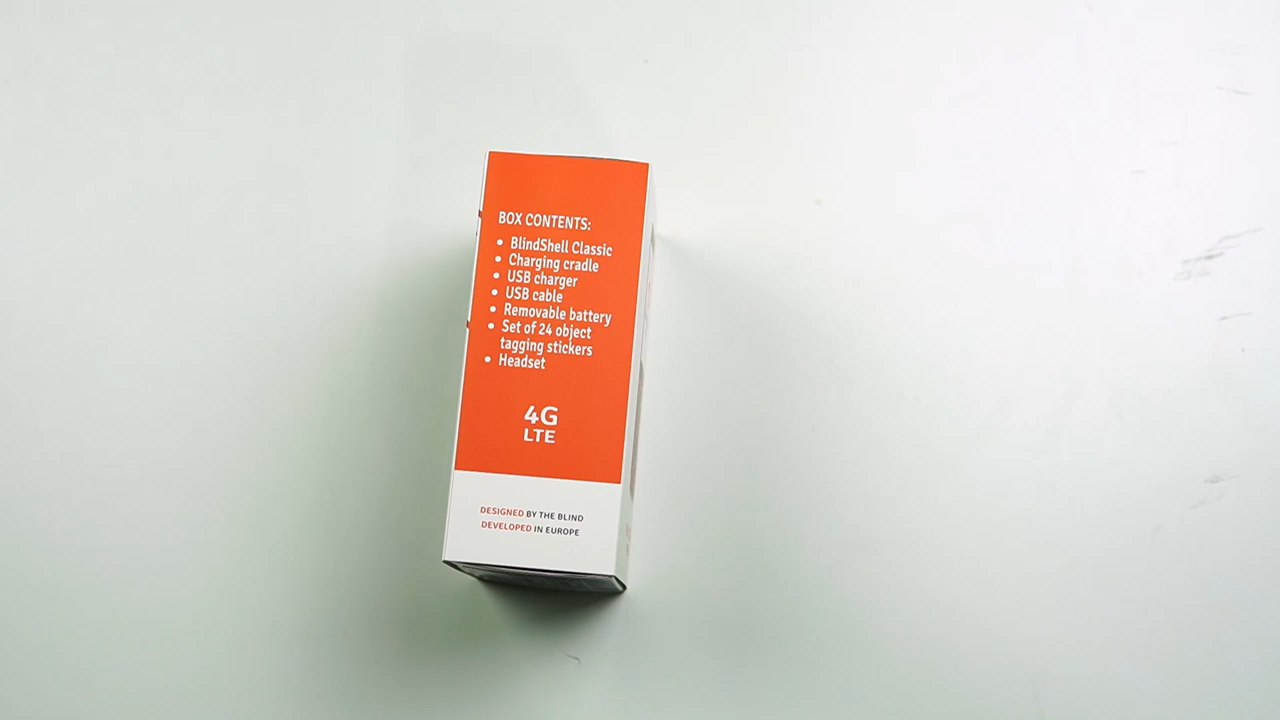 BOX CONTENTS:
• BlindShell Classic
• Charging cradle
• USB charger
• USB cable
• Removable battery
• Set of 24 object
tagging stickers
• Headset
4G
LTE
DESIGNED BY THE BLIND
DEVELOPED IN EUROPE